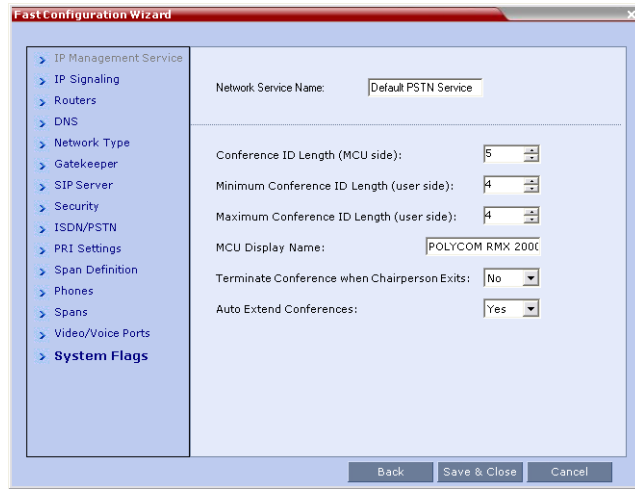 Fast Configuration Wizard
IP Management Service
IP Signaling
Routers
DNS
Network Type
Gatekeeper
SIP Server
Security
ISDN/PSTN
PRI Settings
Span Definition
Phones
Spans
Video/Voice Ports
System Flags
Network Service Name: Default PSTN Service
Conference ID Length (MCU side): 5
Minimum Conference ID Length (user side): 4
Maximum Conference ID Length (user side): 4
MCU Display Name: POLYCOM RMX 2000
Terminate Conference when Chairperson Exits: No
Auto Extend Conferences: Yes
Back Save & Close Cancel